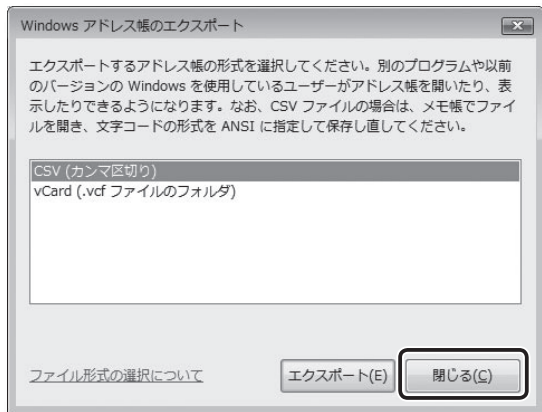 Windows アドレス帳のエクスポート
エクスポートするアドレス帳の形式を選択してください。別のプログラムや以前
のバージョンの Windows を使用しているユーザーがアドレス帳を開いたり、表
示したりできるようになります。なお、CSV ファイルの場合は、メモ帳でファイ
ルを開き、文字コードの形式を ANSI に指定して保存し直してください。
CSV (カンマ区切り)
vCard (.vcf ファイルのフォルダ)
ファイル形式の選択について
エクスポート(E)
閉じる(C)